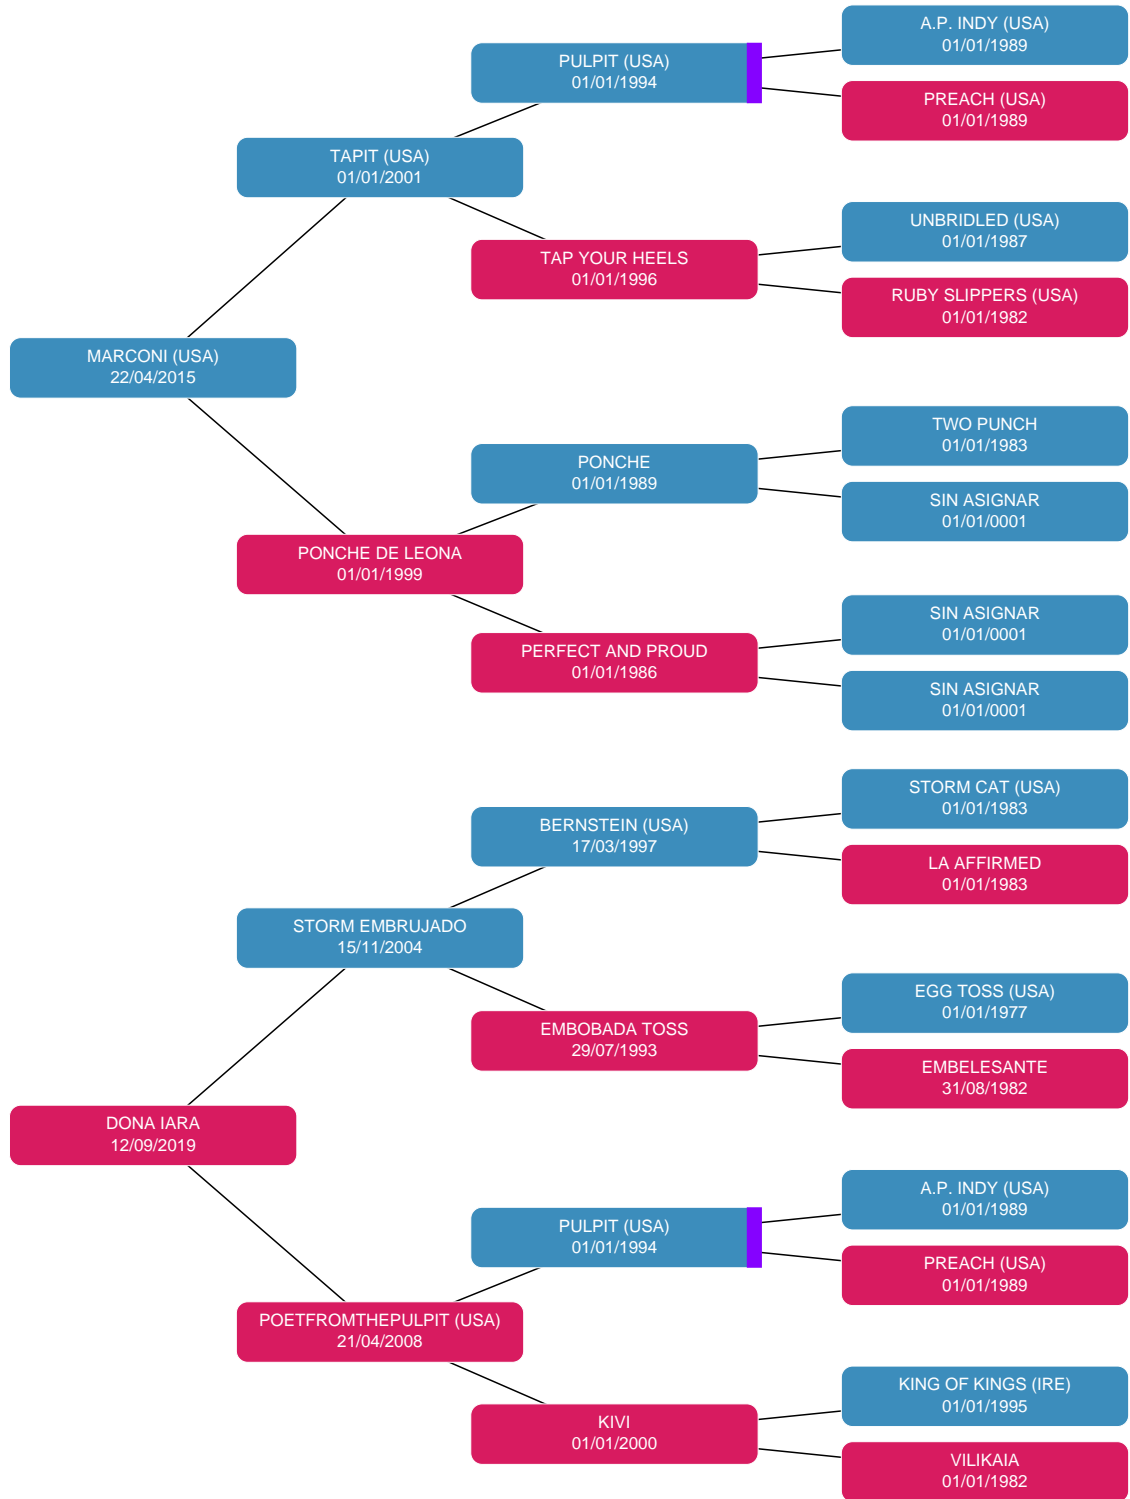 A.P. INDY (USA)
01/01/1989
PULPIT (USA)
01/01/1994
PREACH (USA)
01/01/1989
TAPIT (USA)
01/01/2001
UNBRIDLED (USA)
01/01/1987
TAP YOUR HEELS
01/01/1996
RUBY SLIPPERS (USA)
01/01/1982
MARCONI (USA)
22/04/2015
TWO PUNCH
01/01/1983
PONCHE
01/01/1989
SIN ASIGNAR
01/01/0001
PONCHE DE LEONA
01/01/1999
SIN ASIGNAR
01/01/0001
PERFECT AND PROUD
01/01/1986
SIN ASIGNAR
01/01/0001
STORM CAT (USA)
01/01/1983
BERNSTEIN (USA)
17/03/1997
LA AFFIRMED
01/01/1983
STORM EMBRUJADO
15/11/2004
EGG TOSS (USA)
01/01/1977
EMBOBADA TOSS
29/07/1993
EMBELESANTE
31/08/1982
DONA IARA
12/09/2019
A.P. INDY (USA)
01/01/1989
PULPIT (USA)
01/01/1994
PREACH (USA)
01/01/1989
POETFROMTHEPULPIT (USA)
21/04/2008
KING OF KINGS (IRE)
01/01/1995
KIVI
01/01/2000
VILIKAIA
01/01/1982